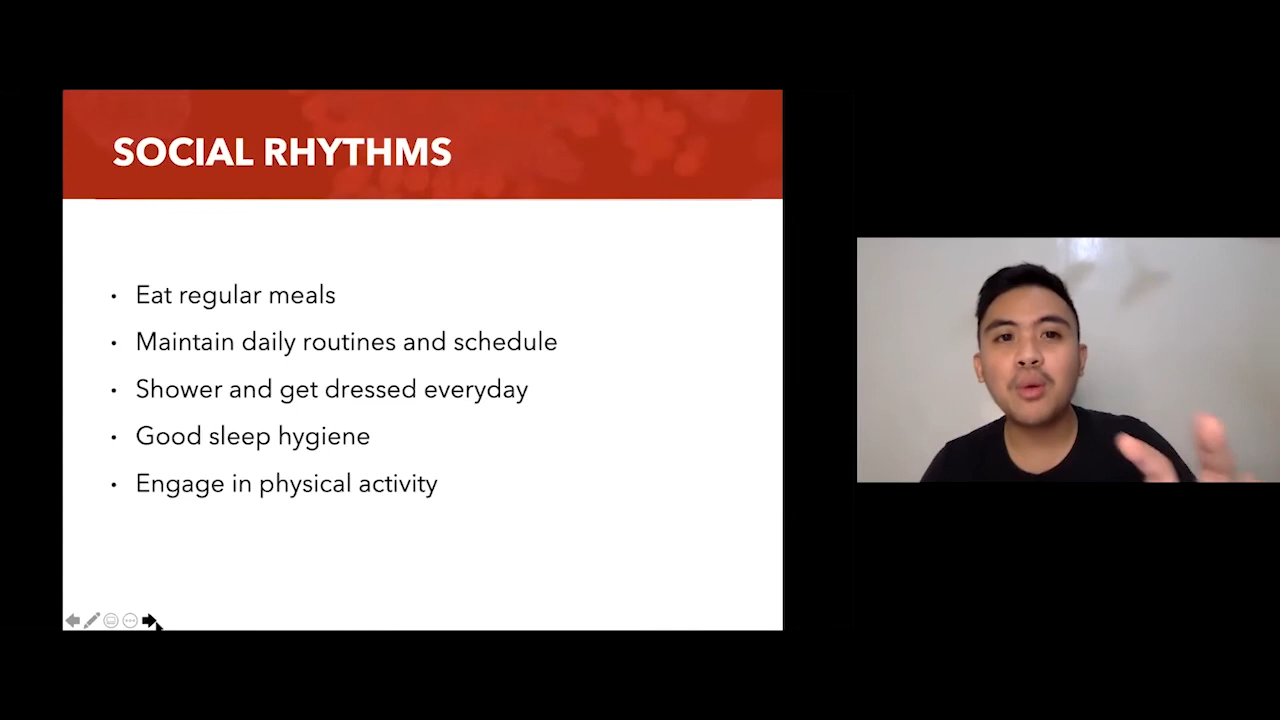 SOCIAL RHYTHMS
• Eat regular meals
• Maintain daily routines and schedule
• Shower and get dressed everyday
• Good sleep hygiene
• Engage in physical activity